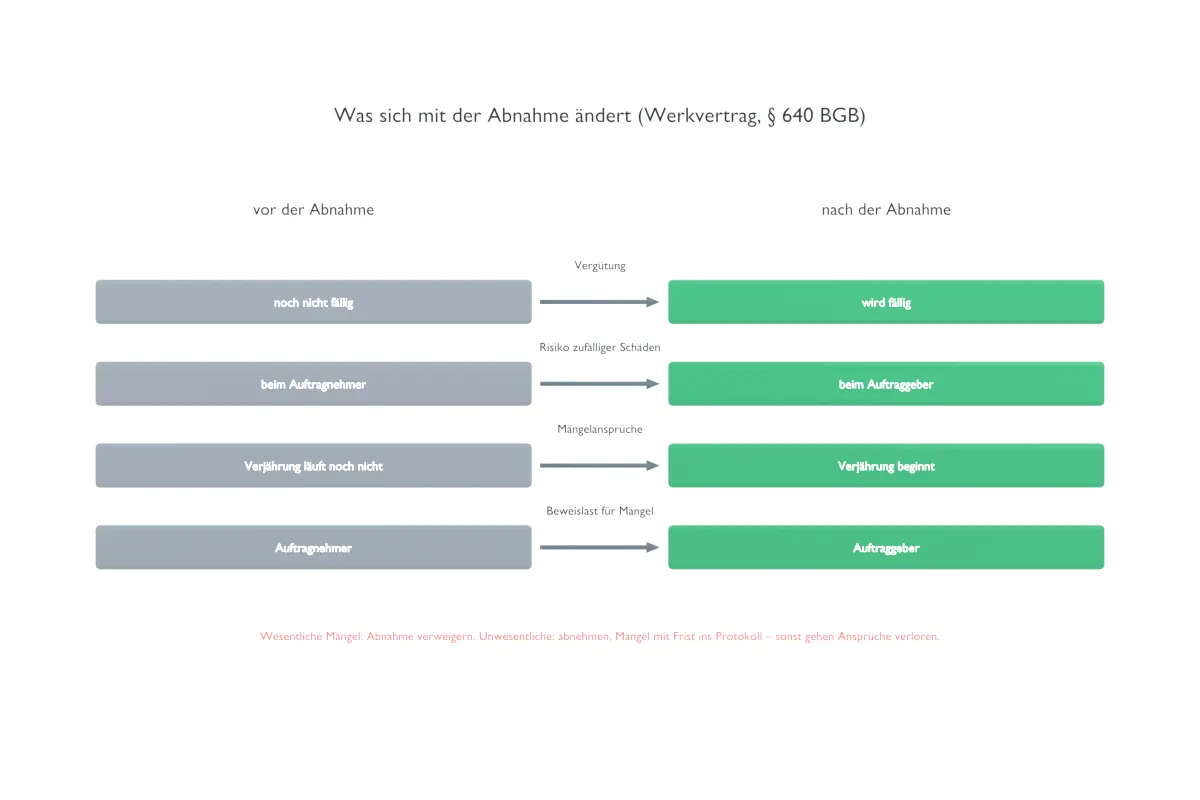 Was sich mit der Abnahme ändert (Werkvertrag, § 640 BGB)
vor der Abnahme
nach der Abnahme
Vergütung
noch nicht fällig
wird fällig
Risiko zufälliger Schäden
beim Auftragnehmer
beim Auftraggeber
Mängelansprüche
Verjährung läuft noch nicht
Verjährung beginnt
Beweislast für Mängel
Auftragnehmer
Auftraggeber
Wesentliche Mängel: Abnahme verweigern. Unwesentliche: abnehmen, Mängel mit Frist ins Protokoll – sonst gehen Ansprüche verloren.